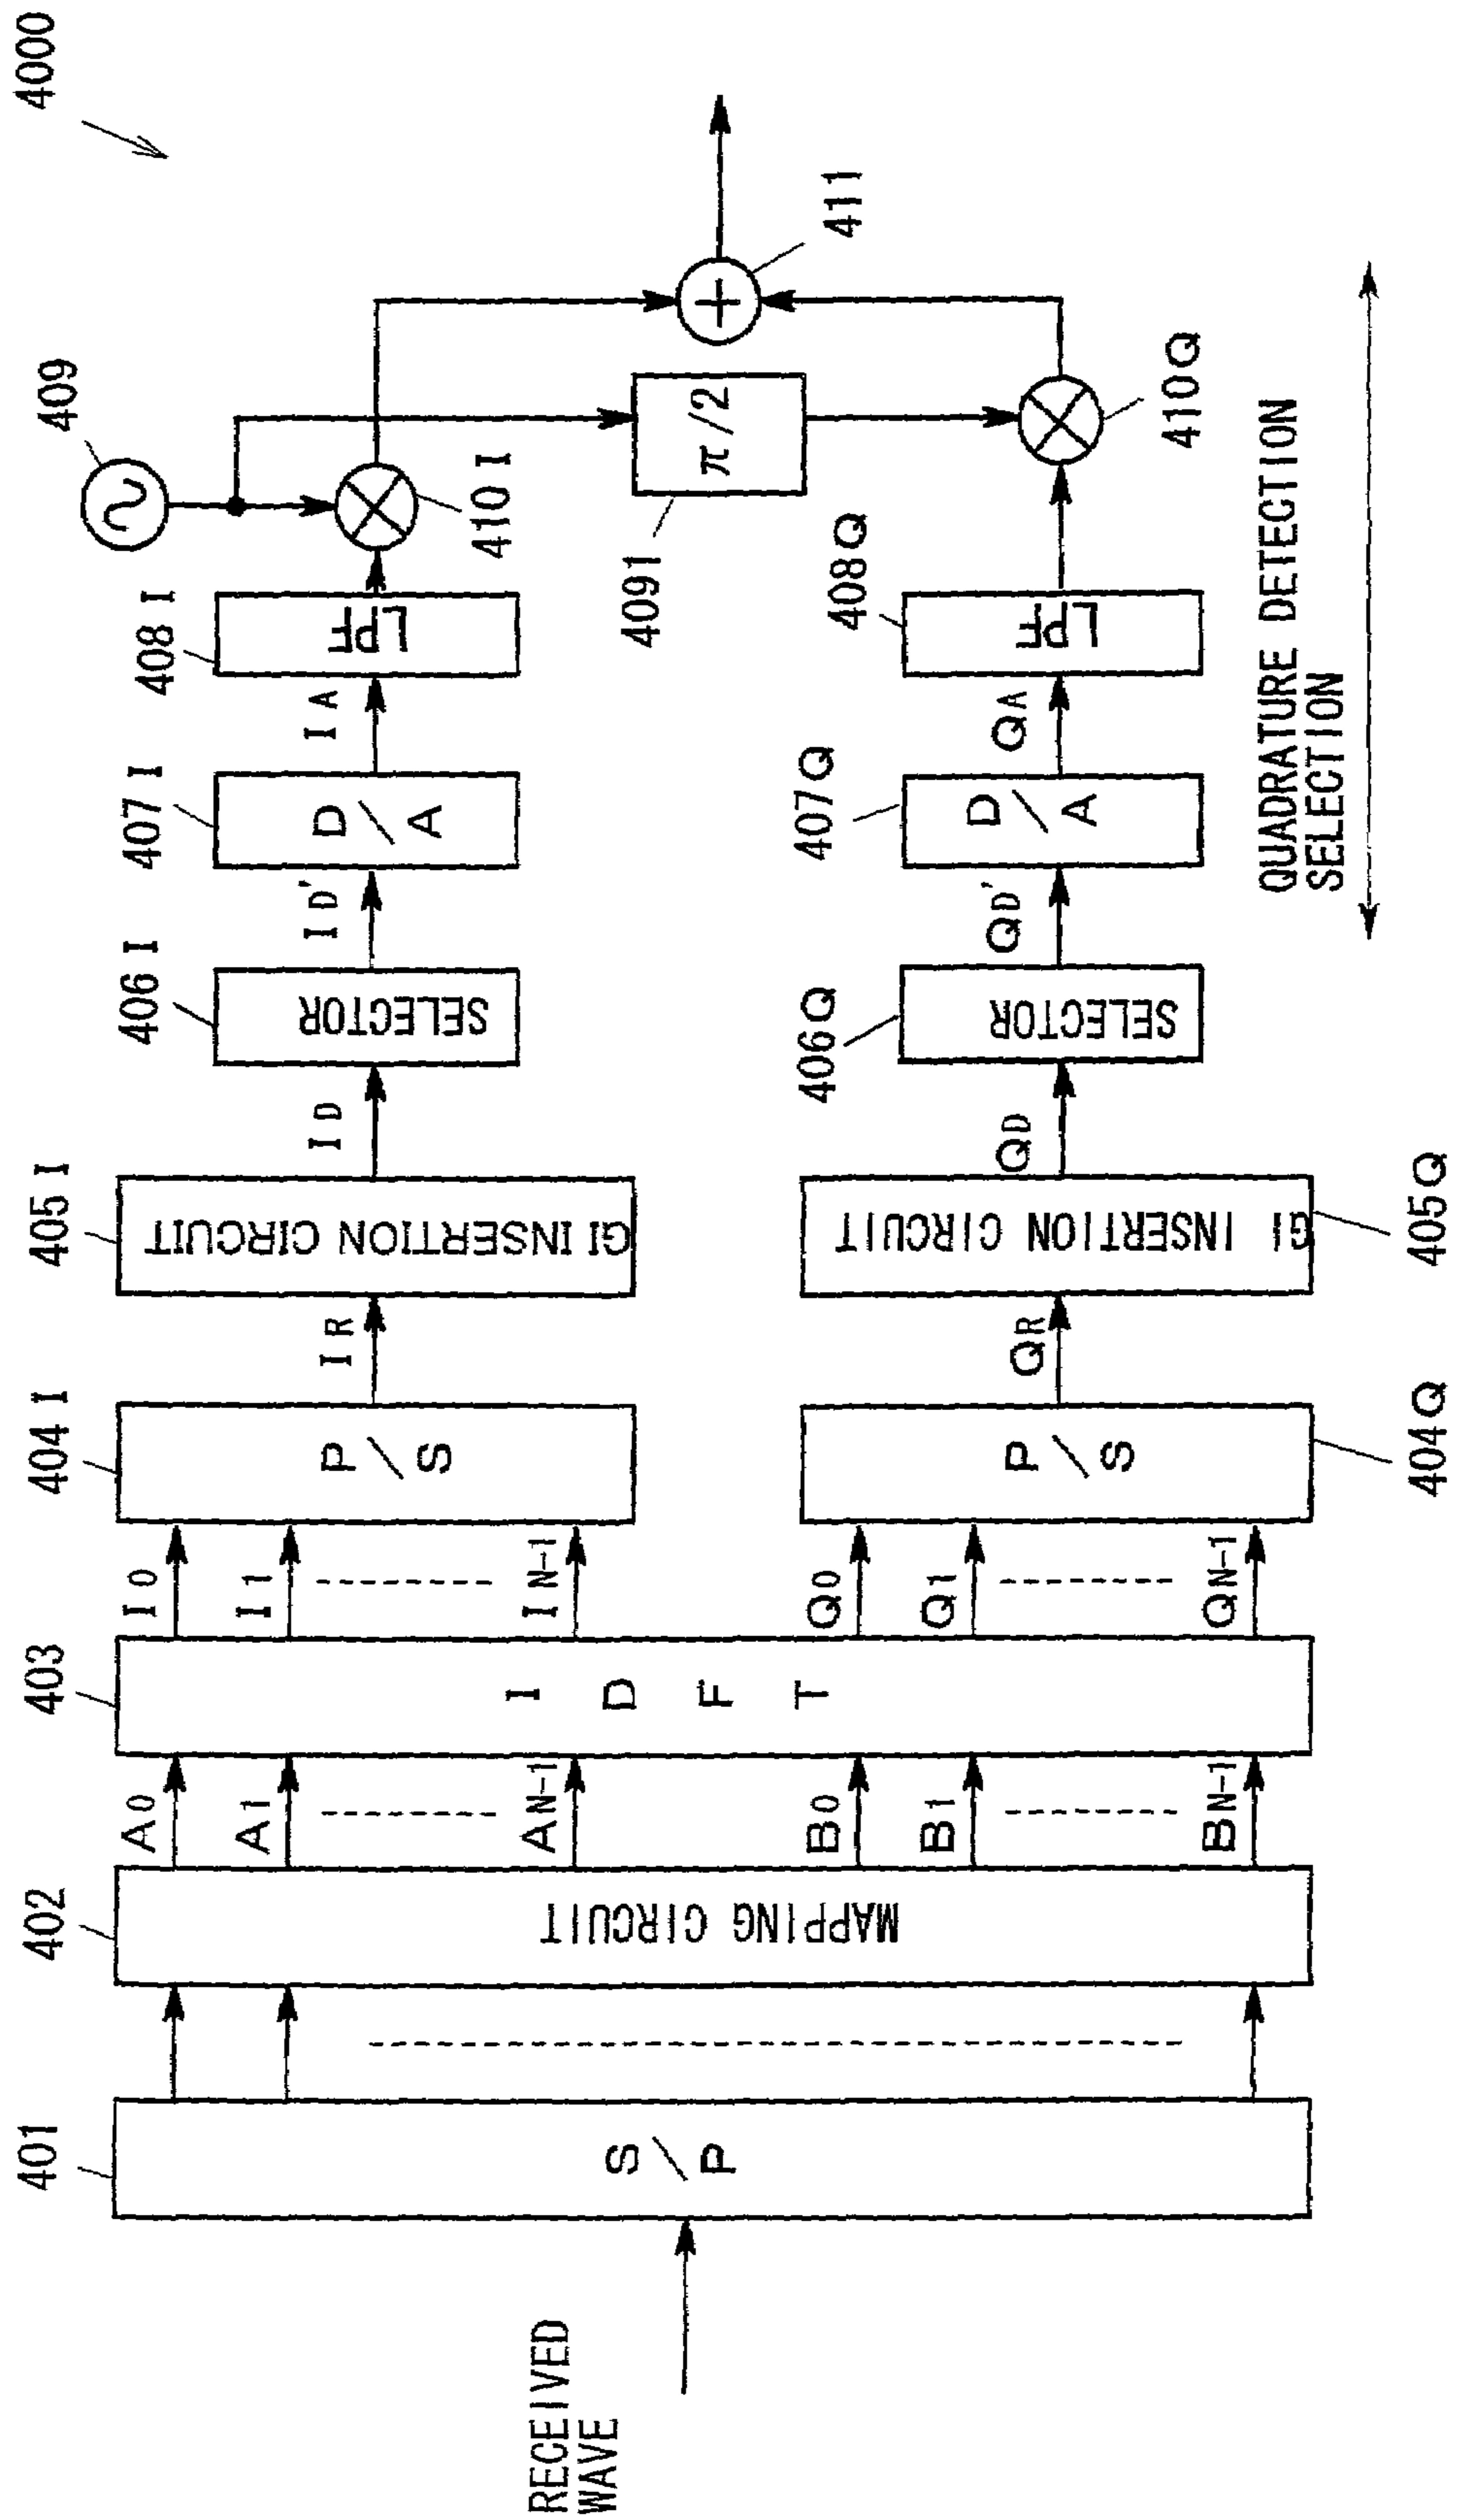 4000
RECEIVED
WAVE
401
S/P
402
MAPPING CIRCUIT
A0
A1
AN-1
B0
B1
BN-1
403
IDFT
I0
I1
IN-1
Q0
Q1
QN-1
404I
P/S
404Q
P/S
IR
QR
405I
GI INSERTION CIRCUIT
405Q
GI INSERTION CIRCUIT
ID
QD
406I
SELECTOR
406Q
SELECTOR
ID'
QD'
407I
D/A
407Q
D/A
IA
QA
408I
LPF
408Q
LPF
409
410I
4091
π/2
410Q
411
QUADRATURE DETECTION
SELECTION